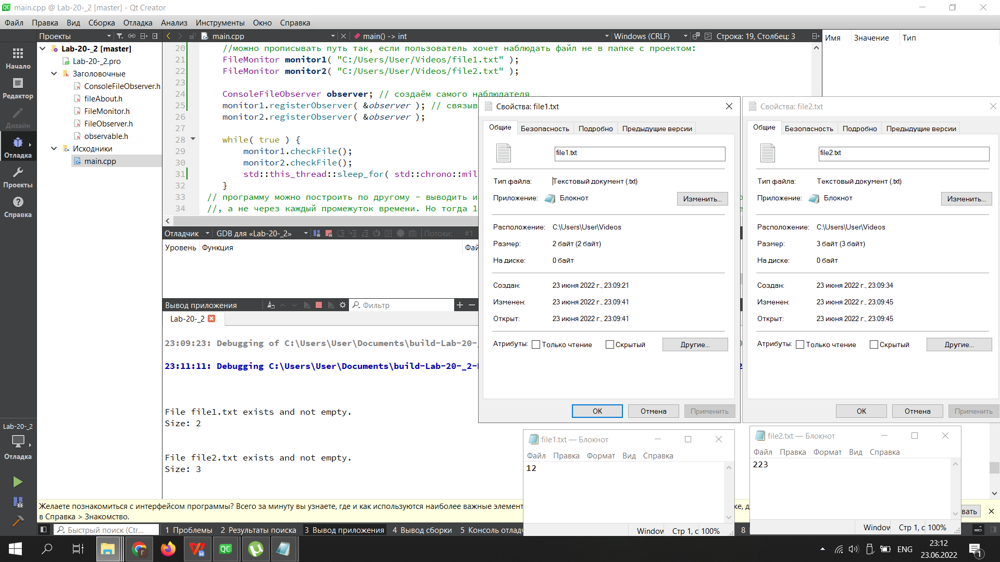 main.cpp @ Lab-20-_2 [master] - Qt Creator
Файл Правка Вид Сборка Отладка Анализ Инструменты Окно Справка
Проекты
main.cpp
main() -> int
Windows (CRLF)
Строка: 19, Столбец: 3
Имя Значение Тип
Начало
Редактор
Дизайн
Отладка
Проекты
Справка
Lab-20-_2
Отладка
Lab-20-_2 [master]
Lab-20-_2.pro
Заголовочные
ConsoleFileObserver.h
fileAbout.h
FileMonitor.h
FileObserver.h
observable.h
Исходники
main.cpp
20 //можно прописывать путь так, если пользователь хочет наблюдать файл не в папке с проектом:
21 FileMonitor monitor1( "C:/Users/User/Videos/file1.txt" );
22 FileMonitor monitor2( "C:/Users/User/Videos/file2.txt" );
23
24 ConsoleFileObserver observer; // создаём самого наблюдателя
25 monitor1.registerObserver( &observer ); // связыв
26 monitor2.registerObserver( &observer );
27
28 while( true ) {
29 monitor1.checkFile();
30 monitor2.checkFile();
31 std::this_thread::sleep_for( std::chrono::mil
32 }
33 // программу можно построить по другому - выводить и
34 //, а не через каждый промежуток времени. Но тогда 1
Отладчик GDB для «Lab-20-_2» Потоки: #1
Уровень Функция Фай
Вывод приложения Фильтр
Lab-20-_2
23:09:23: Debugging of C:\Users\User\Documents\build-Lab-20-_
23:11:11: Debugging C:\Users\User\Documents\build-Lab-20-_2-
File file1.txt exists and not empty.
Size: 2
File file2.txt exists and not empty.
Size: 3
Свойства: file1.txt
Общие Безопасность Подробно Предыдущие версии
file1.txt
Тип файла: Текстовый документ (.txt)
Приложение: Блокнот Изменить...
Расположение: C:\Users\User\Videos
Размер: 2 байт (2 байт)
На диске: 0 байт
Создан: 23 июня 2022 г., 23:09:21
Изменен: 23 июня 2022 г., 23:09:41
Открыт: 23 июня 2022 г., 23:09:41
Атрибуты: Только чтение Скрытый Другие...
ОК Отмена Применить
Свойства: file2.txt
Общие Безопасность Подробно Предыдущие версии
file2.txt
Тип файла: Текстовый документ (.txt)
Приложение: Блокнот Изменить...
Расположение: C:\Users\User\Videos
Размер: 3 байт (3 байт)
На диске: 0 байт
Создан: 23 июня 2022 г., 23:09:34
Изменен: 23 июня 2022 г., 23:09:45
Открыт: 23 июня 2022 г., 23:09:45
Атрибуты: Только чтение Скрытый Другие...
ОК Отмена Применить
file1.txt — Блокнот
Файл Правка Формат Вид Справка
12
Window Стр 1, с 100%
file2.txt — Блокнот
Файл Правка Формат Вид Справка
223
Window Стр 1, с 100%
Желаете познакомиться с интерфейсом программы? Всего за минуту вы узнаете, где и как используются наиболее важные элемент ке, д вать
в Справка > Знакомство.
Быстрый поиск (Ctr... 1 Проблемы 2 Результаты поиска 3 Вывод приложения 4 Вывод сборки 5 Консоль отладч 8
ENG
23:12
23.06.2022
1